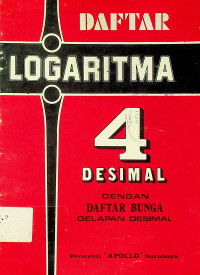 DAFTAR
LOGARITMA
4
DESIMAL
DENGAN
DAFTAR BUNGA
DELAPAN DESIMAL
Penerbit "APOLLO" Surabaya